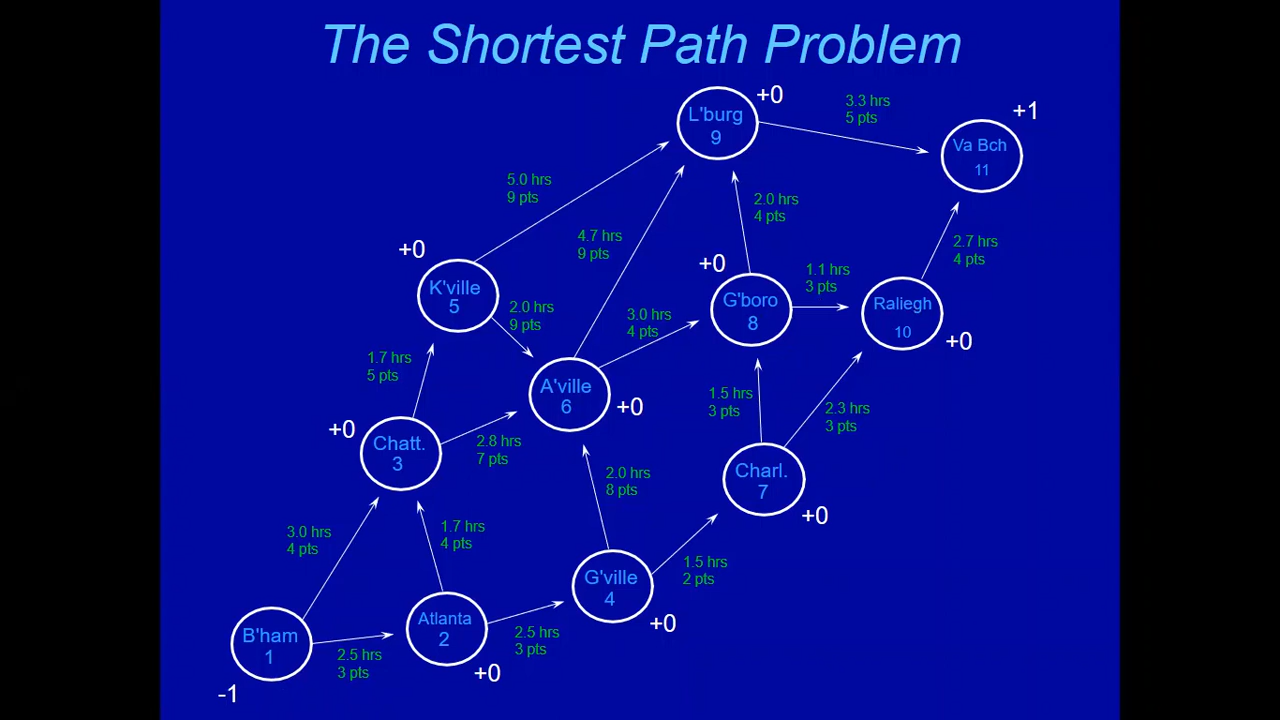 The Shortest Path Problem
L'burg
9
+0
3.3 hrs
5 pts
+1
Va Bch
11
5.0 hrs
9 pts
4.7 hrs
9 pts
2.0 hrs
4 pts
2.7 hrs
4 pts
+0
K'ville
5
2.0 hrs
9 pts
3.0 hrs
4 pts
+0
G'boro
8
1.1 hrs
3 pts
Raliegh
10
+0
1.7 hrs
5 pts
A'ville
6
+0
1.5 hrs
3 pts
2.3 hrs
3 pts
+0
Chatt.
3
2.8 hrs
7 pts
2.0 hrs
8 pts
Charl.
7
+0
3.0 hrs
4 pts
1.7 hrs
4 pts
G'ville
4
+0
1.5 hrs
2 pts
B'ham
1
-1
2.5 hrs
3 pts
Atlanta
2
+0
2.5 hrs
3 pts